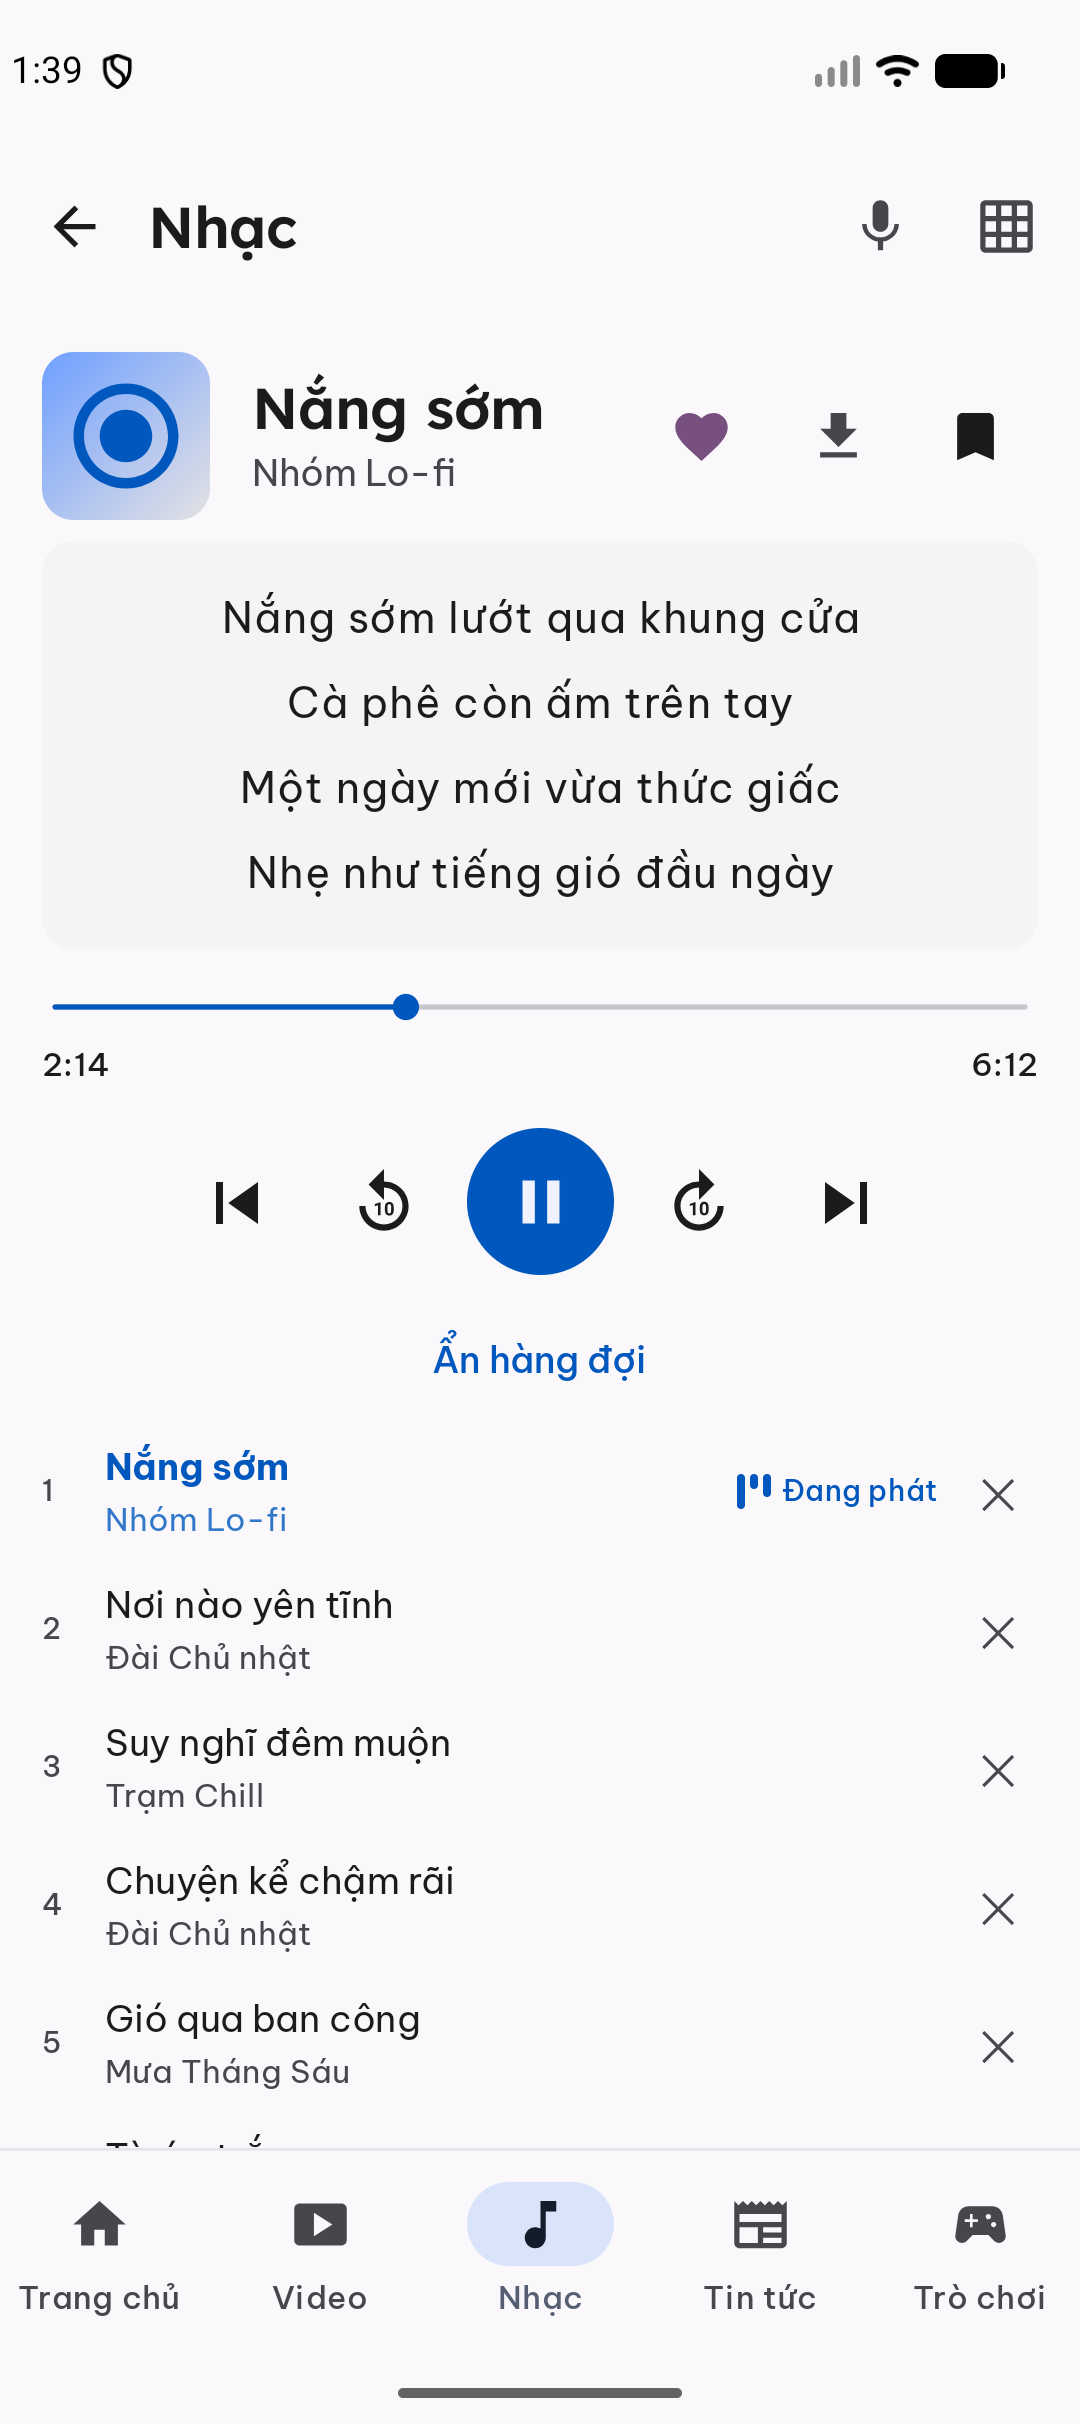 1:39
Nhạc
Nắng sớm
Nhóm Lo-fi
Nắng sớm lướt qua khung cửa
Cà phê còn ấm trên tay
Một ngày mới vừa thức giấc
Nhẹ như tiếng gió đầu ngày
2:14
6:12
10
10
Ẩn hàng đợi
1
Nắng sớm
Nhóm Lo-fi
Đang phát
2
Nơi nào yên tĩnh
Đài Chủ nhật
3
Suy nghĩ đêm muộn
Trạm Chill
4
Chuyện kể chậm rãi
Đài Chủ nhật
5
Gió qua ban công
Mưa Tháng Sáu
Trang chủ
Video
Nhạc
Tin tức
Trò chơi